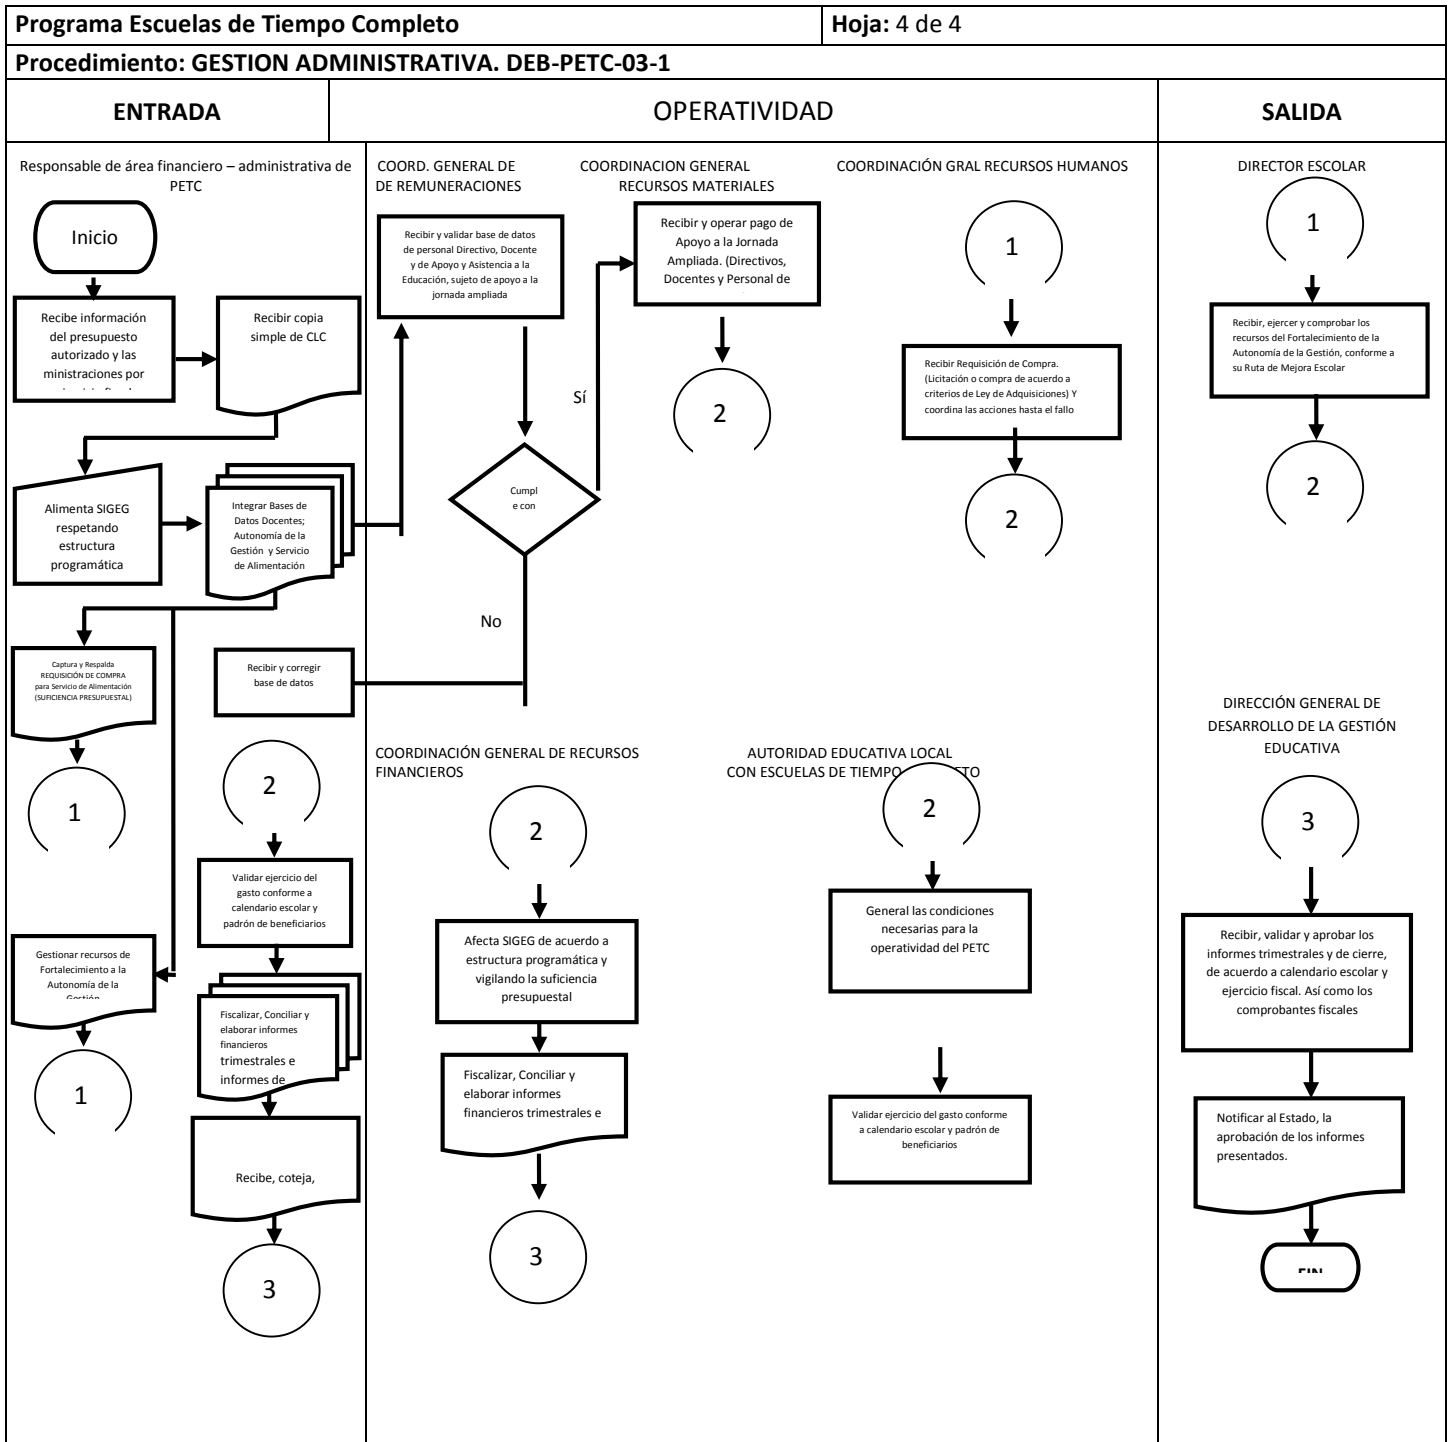 Programa Escuelas de Tiempo Completo
Hoja: 4 de 4
Procedimiento: GESTION ADMINISTRATIVA. DEB-PETC-03-1
ENTRADA
OPERATIVIDAD
SALIDA
Responsable de área financiero – administrativa de
PETC
Inicio
Recibe información
del presupuesto
autorizado y las
ministraciones por
Recibir copia
simple de CLC
Alimenta SIGEG
respetando
estructura
programática
Integrar Bases de
Datos Docentes;
Autonomía de la
Gestión y Servicio
de Alimentación
Captura y Respalda
REQUISICIÓN DE COMPRA
para Servicio de Alimentación
(SUFICIENCIA PRESUPUESTAL)
1
Gestionar recursos de
Fortalecimiento a la
Autonomía de la
Gestión
1
Recibir y corregir
base de datos
2
Validar ejercicio del
gasto conforme a
calendario escolar y
padrón de beneficiarios
Fiscalizar, Conciliar y
elaborar informes
financieros
trimestrales e
informes de
Recibe, coteja,
3
COORD. GENERAL DE
DE REMUNERACIONES
Recibir y validar base de datos
de personal Directivo, Docente
y de Apoyo y Asistencia a la
Educación, sujeto de apoyo a la
jornada ampliada
Cumpl
e con
Sí
No
COORDINACION GENERAL
RECURSOS MATERIALES
Recibir y operar pago de
Apoyo a la Jornada
Ampliada. (Directivos,
Docentes y Personal de
2
COORDINACIÓN GRAL RECURSOS HUMANOS
1
Recibir Requisición de Compra.
(Licitación o compra de acuerdo a
criterios de Ley de Adquisiciones) Y
coordina las acciones hasta el fallo
2
COORDINACIÓN GENERAL DE RECURSOS
FINANCIEROS
2
Afecta SIGEG de acuerdo a
estructura programática y
vigilando la suficiencia
presupuestal
Fiscalizar, Conciliar y
elaborar informes
financieros trimestrales e
3
AUTORIDAD EDUCATIVA LOCAL
CON ESCUELAS DE TIEMPO ETO
2
General las condiciones
necesarias para la
operatividad del PETC
Validar ejercicio del gasto conforme
a calendario escolar y padrón de
beneficiarios
DIRECTOR ESCOLAR
1
Recibir, ejercer y comprobar los
recursos del Fortalecimiento de la
Autonomía de la Gestión, conforme a
su Ruta de Mejora Escolar
2
DIRECCIÓN GENERAL DE
DESARROLLO DE LA GESTIÓN
EDUCATIVA
3
Recibir, validar y aprobar los
informes trimestrales y de cierre,
de acuerdo a calendario escolar y
ejercicio fiscal. Así como los
comprobantes fiscales
Notificar al Estado, la
aprobación de los informes
presentados.
FIN